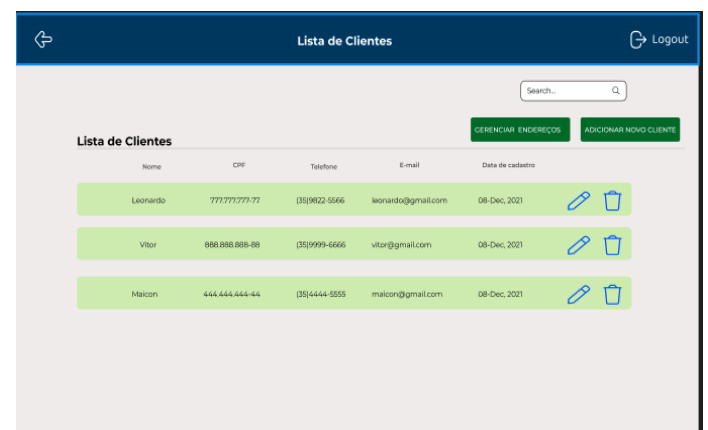 Lista de Clientes
Logout
Search...
GERENCIAR ENDEREÇOS
ADICIONAR NOVO CLIENTE
Lista de Clientes
Nome CPF Telefone E-mail Data de cadastro
Leonardo 777.777.777-77 (35)9822-5566 leonardo@gmail.com 08-Dec, 2021
Vitor 888.888.888-88 (35)9999-6666 vitor@gmail.com 08-Dec, 2021
Maicon 444.444.444-44 (35)4444-5555 maicon@gmail.com 08-Dec, 2021